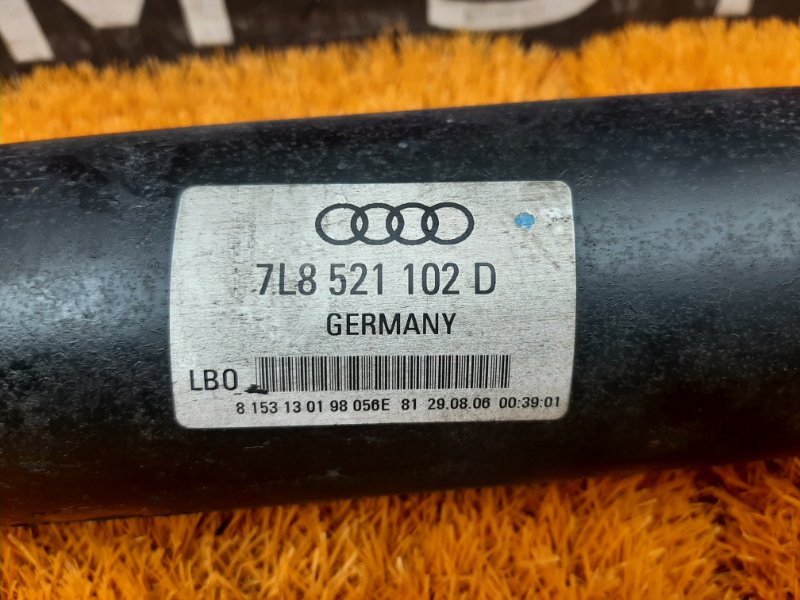 7L8 521 102 D
GERMANY
LBO
8 153 13 01 98 056E 81 29.08.06 00:39:01